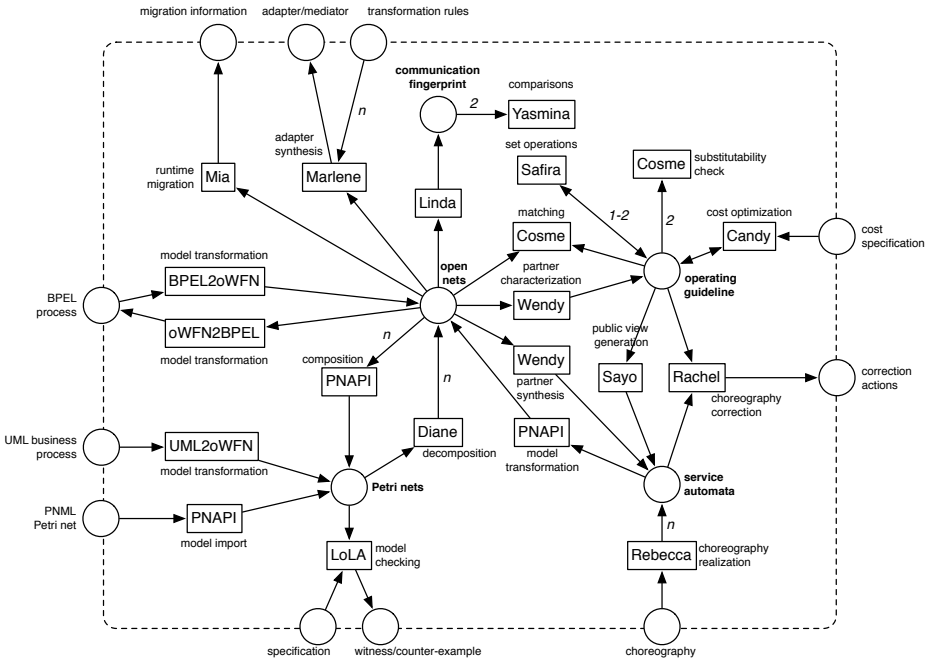 migration information
adapter/mediator
transformation rules
communication
fingerprint
comparisons
2
Yasmina
n
adapter
synthesis
set operations
Safira
Cosme
substitutability
check
runtime
migration
Mia
Marlene
Linda
1-2
2
matching
Cosme
cost optimization
Candy
cost
specification
model transformation
BPEL2oWFN
open
nets
partner
characterization
Wendy
operating
guideline
BPEL
process
oWFN2BPEL
model transformation
n
public view
generation
composition
PNAPI
n
Wendy
partner
synthesis
Sayo
Rachel
choreography
correction
correction
actions
UML business
process
UML2oWFN
model transformation
Diane
decomposition
PNAPI
model
transformation
Petri nets
service
automata
PNML
Petri net
PNAPI
model import
n
LoLA
model
checking
Rebecca
choreography
realization
specification
witness/counter-example
choreography